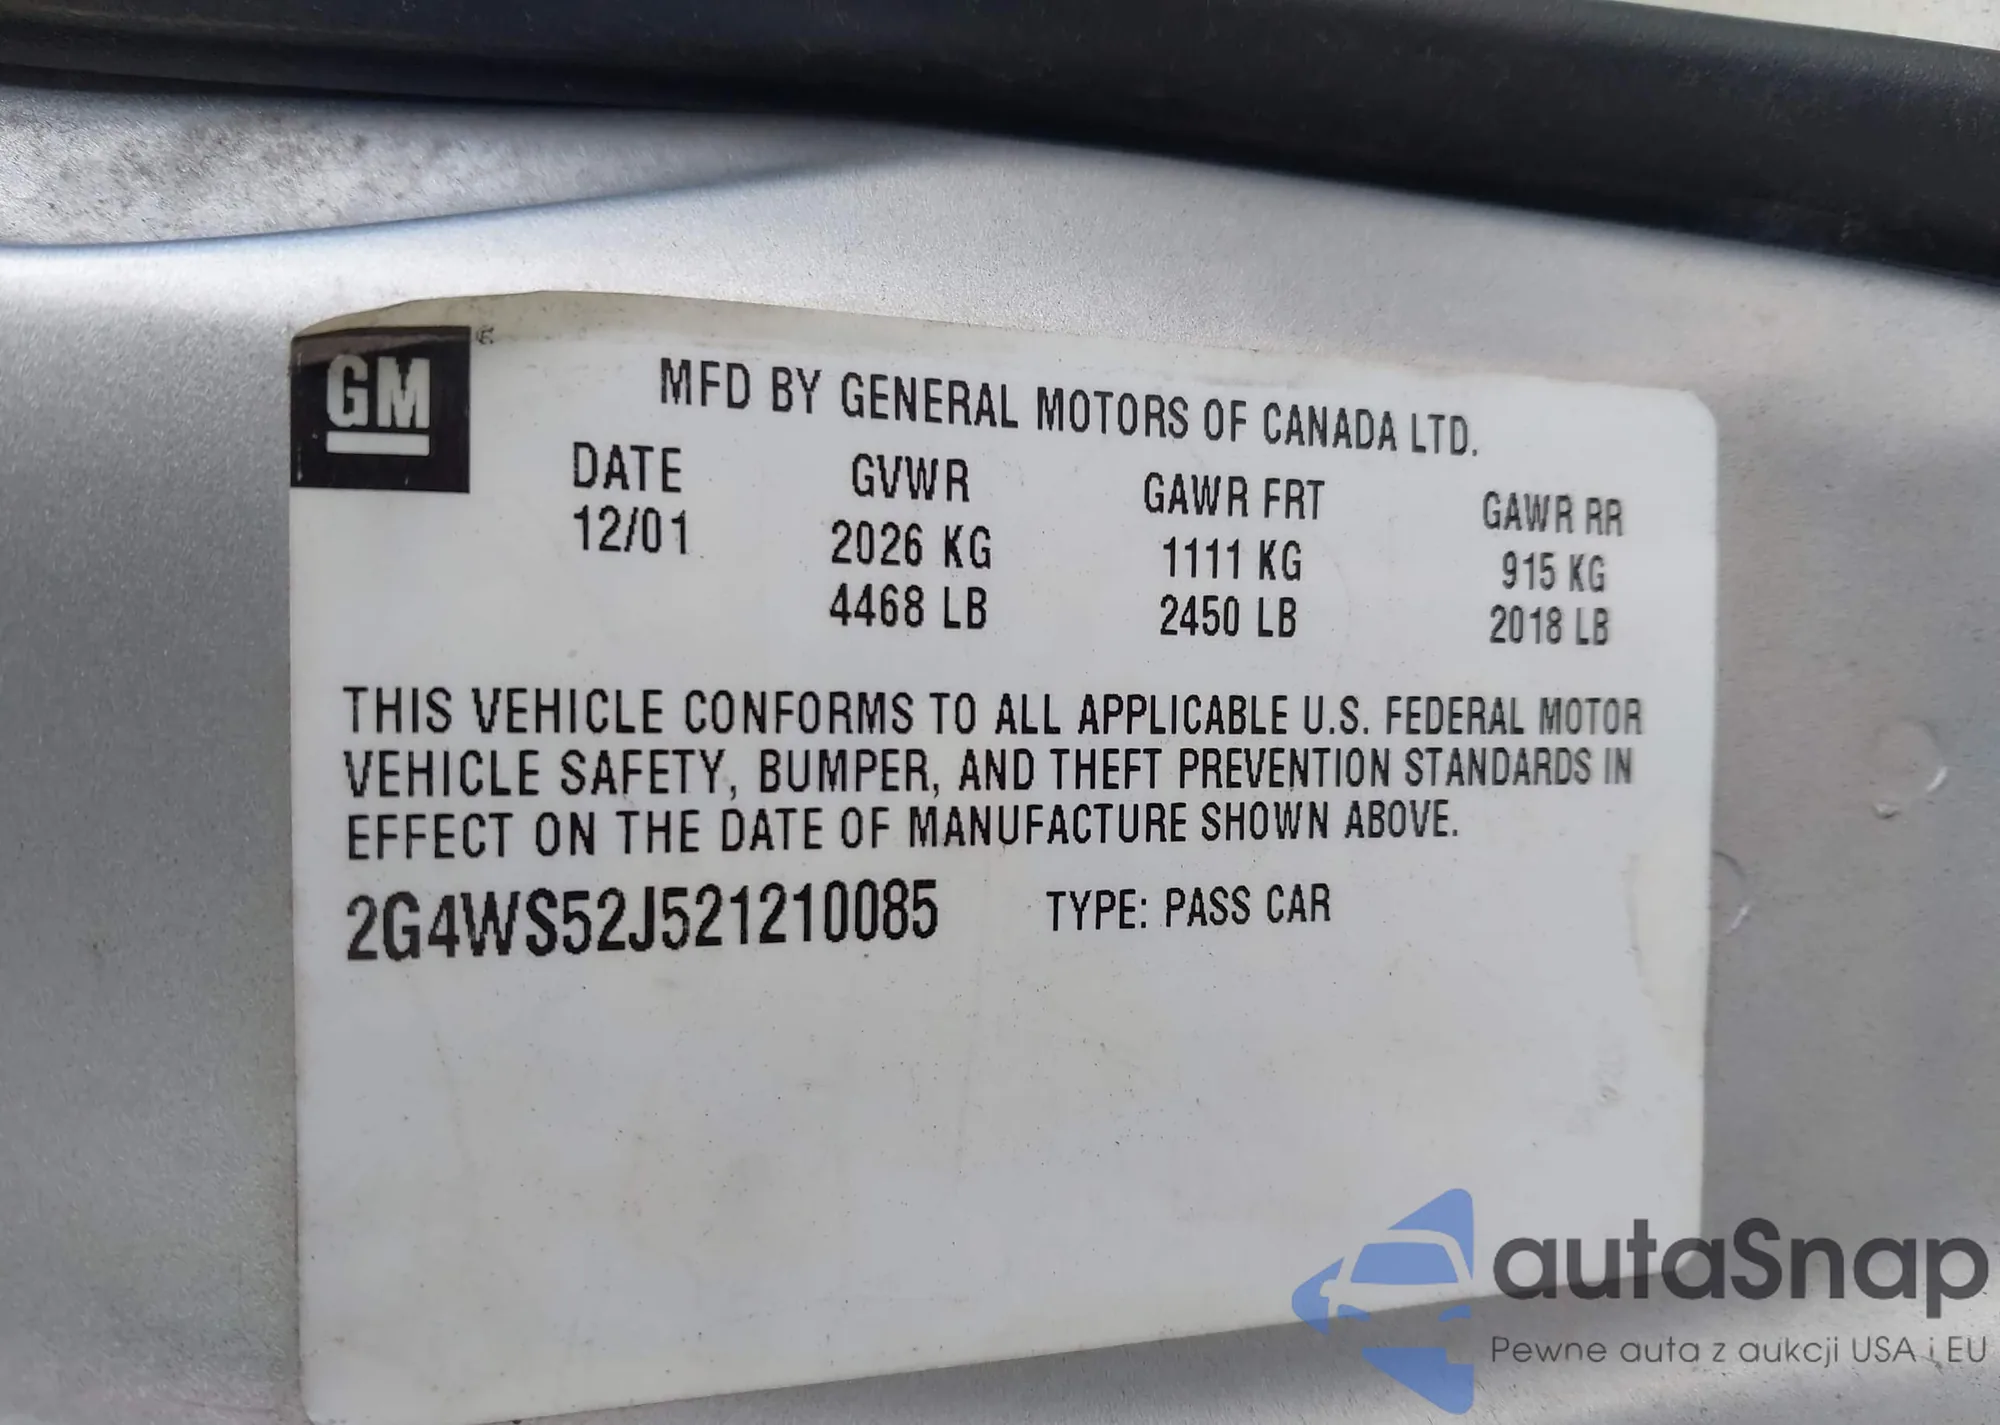 GM
MFD BY GENERAL MOTORS OF CANADA LTD.
DATE GVWR GAWR FRT GAWR RR
12/01 2026 KG 1111 KG 915 KG
4468 LB 2450 LB 2018 LB
THIS VEHICLE CONFORMS TO ALL APPLICABLE U.S. FEDERAL MOTOR
VEHICLE SAFETY, BUMPER, AND THEFT PREVENTION STANDARDS IN
EFFECT ON THE DATE OF MANUFACTURE SHOWN ABOVE.
2G4WS52J521210085 TYPE: PASS CAR
autaSnap
Pewne auta z aukcji USA i EU